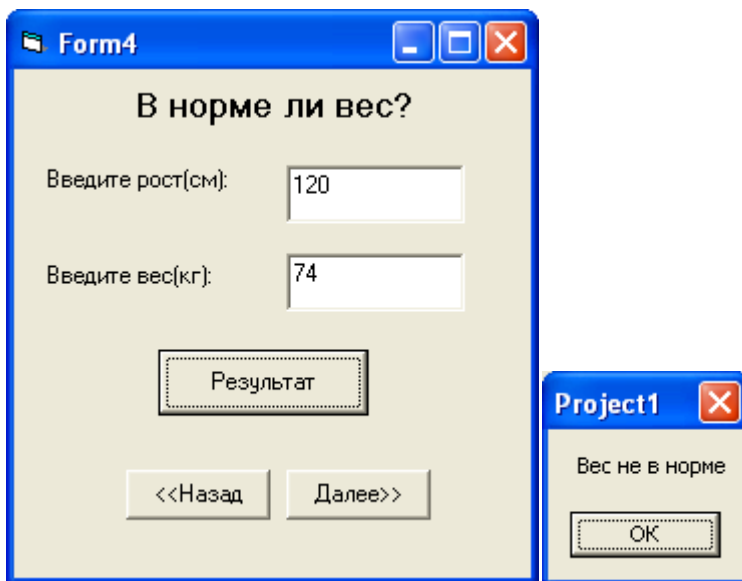 Form4
В норме ли вес?
Введите рост(см):
120
Введите вес(кг):
74
Результат
<<Назад
Далее>>
Project1
Вес не в норме
OK